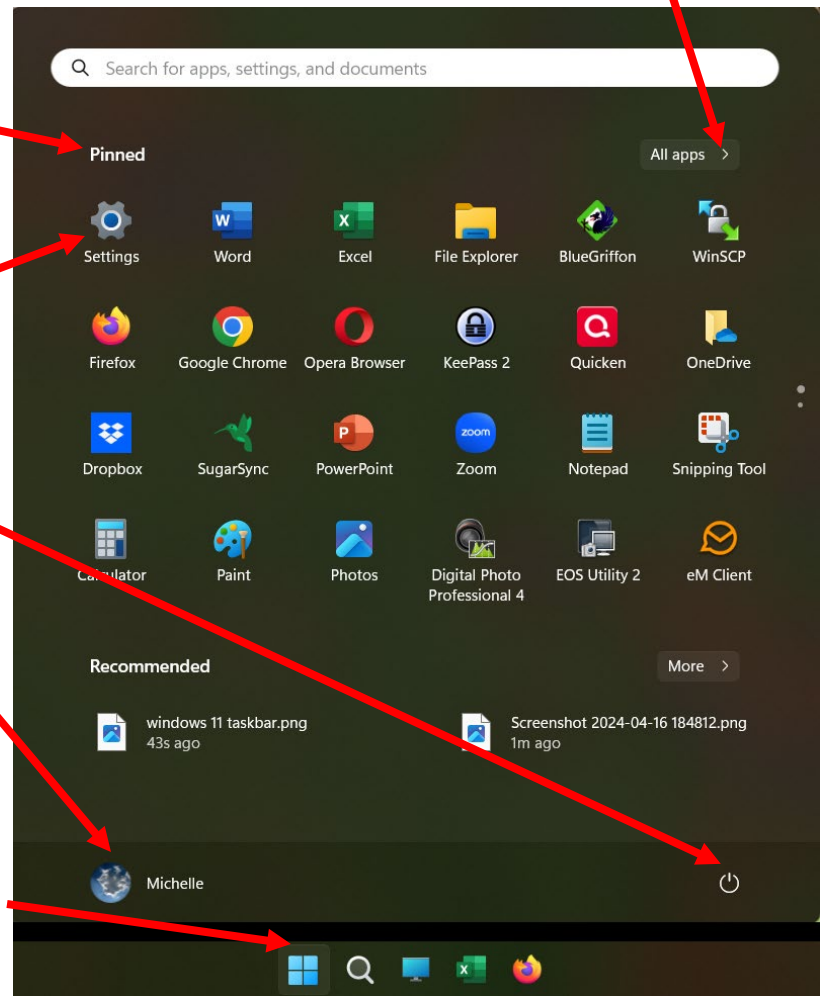 Search for apps, settings, and documents
Pinned
All apps >
Settings
Word
Excel
File Explorer
BlueGriffon
WinSCP
Firefox
Google Chrome
Opera Browser
KeePass 2
Quicken
OneDrive
Dropbox
SugarSync
PowerPoint
zoom
Zoom
Notepad
Snipping Tool
Calculator
Paint
Photos
Digital Photo
Professional 4
EOS Utility 2
eM Client
Recommended
More >
windows 11 taskbar.png
43s ago
Screenshot 2024-04-16 184812.png
1m ago
Michelle